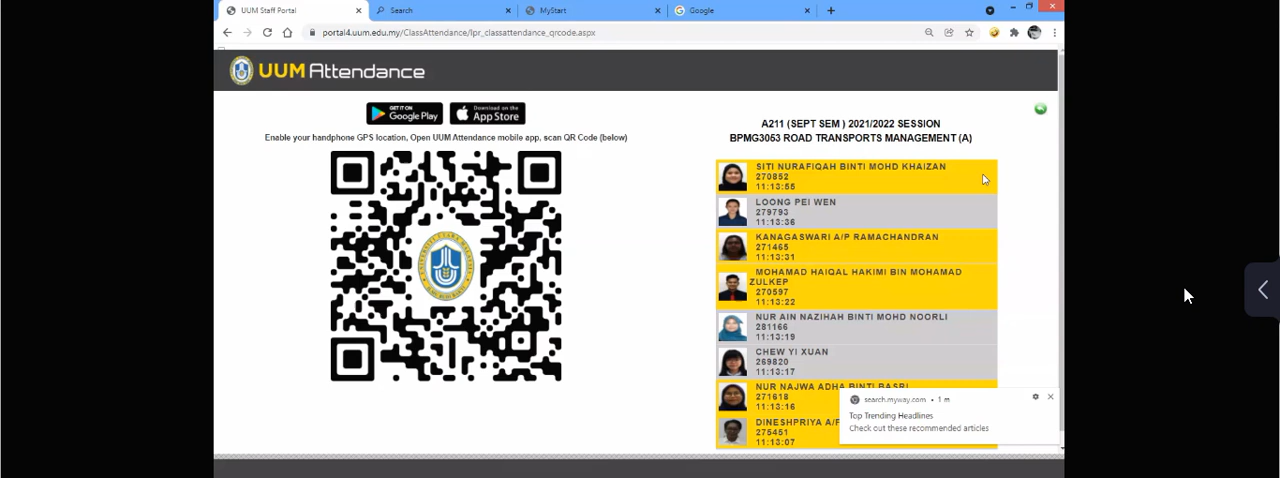 UUM Staff Portal
Search
MyStart
Google
portal4.uum.edu.my/ClassAttendance/lpr_classattendance_qrcode.aspx
UUM Attendance
GET IT ON
Google Play
Download on the
App Store
Enable your handphone GPS location, Open UUM Attendance mobile app, scan QR Code (below)
A211 (SEPT SEM ) 2021/2022 SESSION
BPMG3053 ROAD TRANSPORTS MANAGEMENT (A)
SITI NURAFIQAH BINTI MOHD KHAIZAN
270852
11:13:55
LOONG PEI WEN
279793
11:13:36
KANAGASWARI A/P RAMACHANDRAN
271465
11:13:31
MOHAMAD HAIQAL HAKIMI BIN MOHAMAD
ZULKEP
270597
11:13:22
NUR AIN NAZIHAH BINTI MOHD NOORLI
281166
11:13:19
CHEW YI XUAN
269820
11:13:17
NUR NAJWA ADHA BINTI BASRI
271618
11:13:16
DINESHPRIYA A/P
275451
11:13:07
search.myway.com • 1 m
Top Trending Headlines
Check out these recommended articles